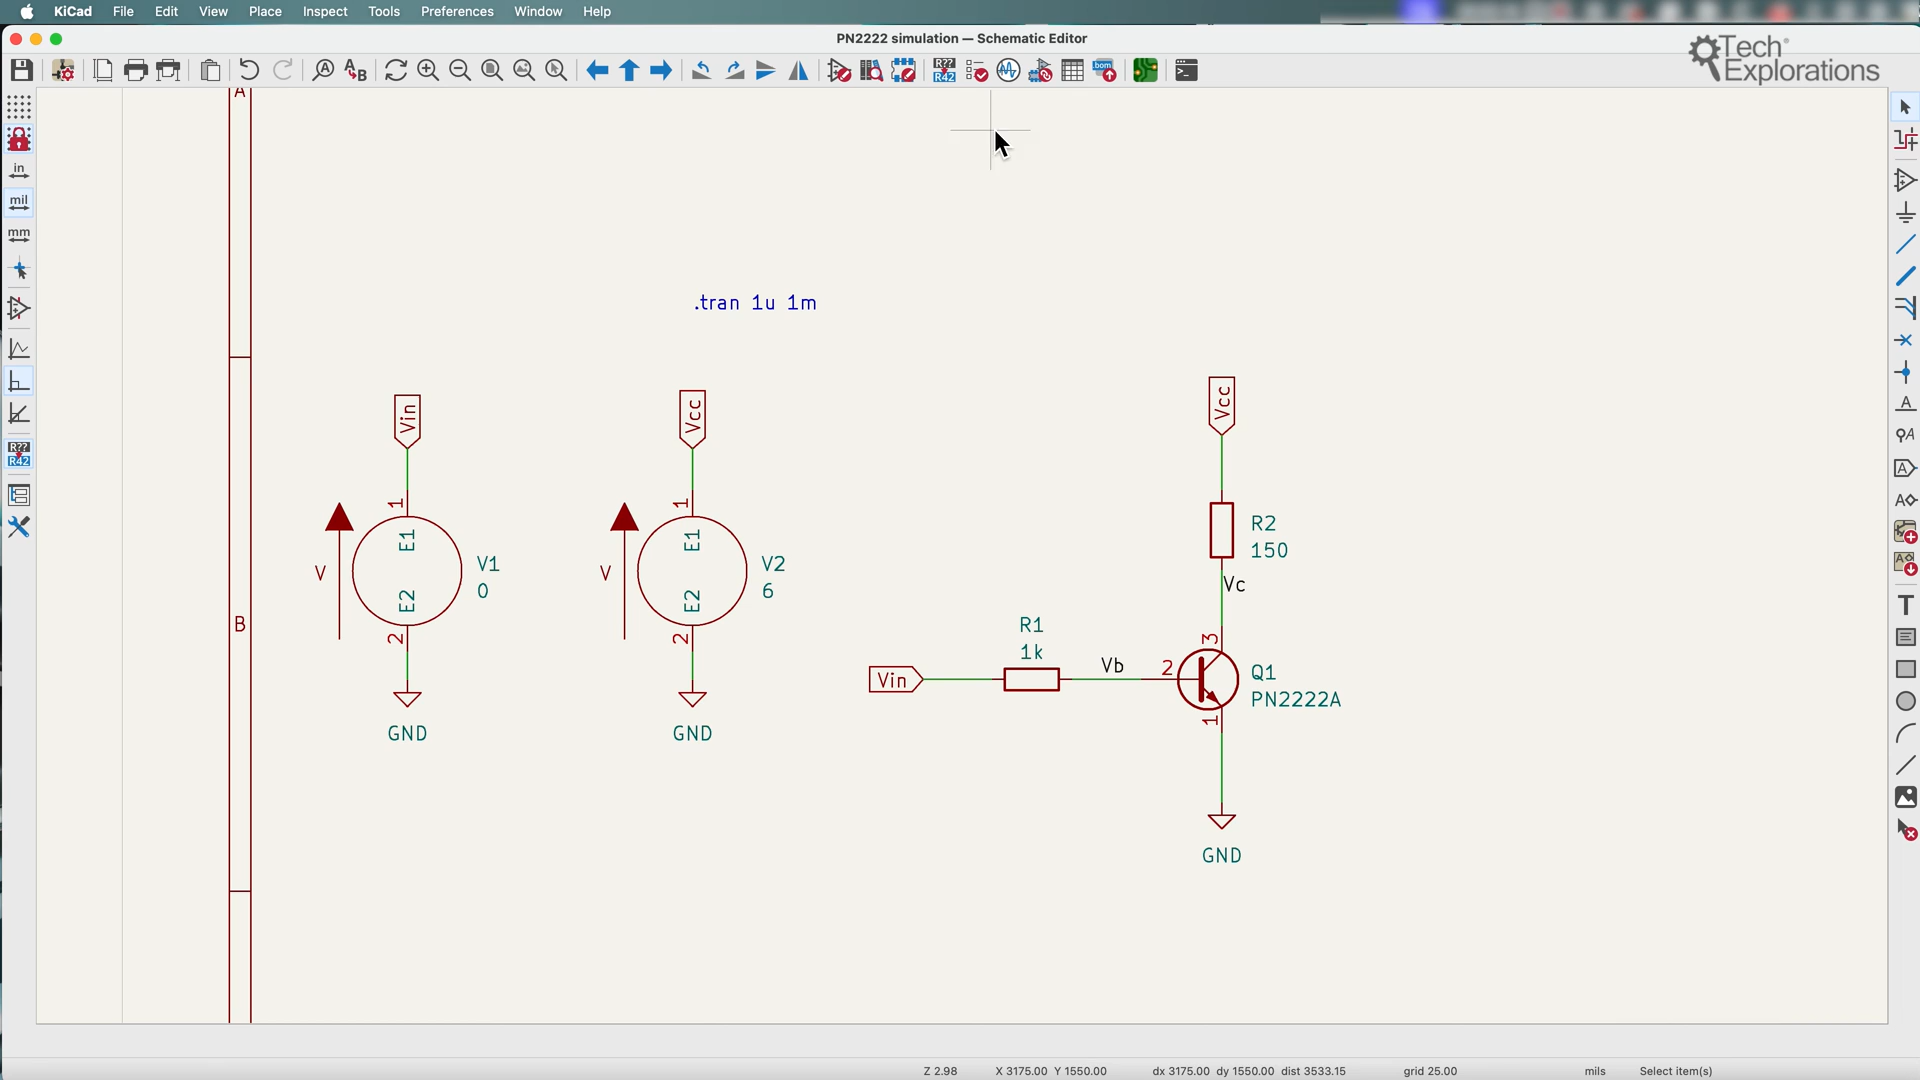 KiCad File Edit View Place Inspect Tools Preferences Window Help
PN2222 simulation — Schematic Editor
Tech
Explorations
A B
R??
R42
bom
in
mil
mm
R??
R42
A
.tran 1u 1m
Vin
1
E1
V
V1
0
E2
2
GND
Vcc
1
E1
V
V2
6
E2
2
GND
Vcc
R2
150
Vc
B
R1
1k
Vin
Vb
2
3
Q1
PN2222A
1
GND
A
A
A
A
A
T
Z 2.98 X 3175.00 Y 1550.00 dx 3175.00 dy 1550.00 dist 3533.15 grid 25.00 mils Select item(s)